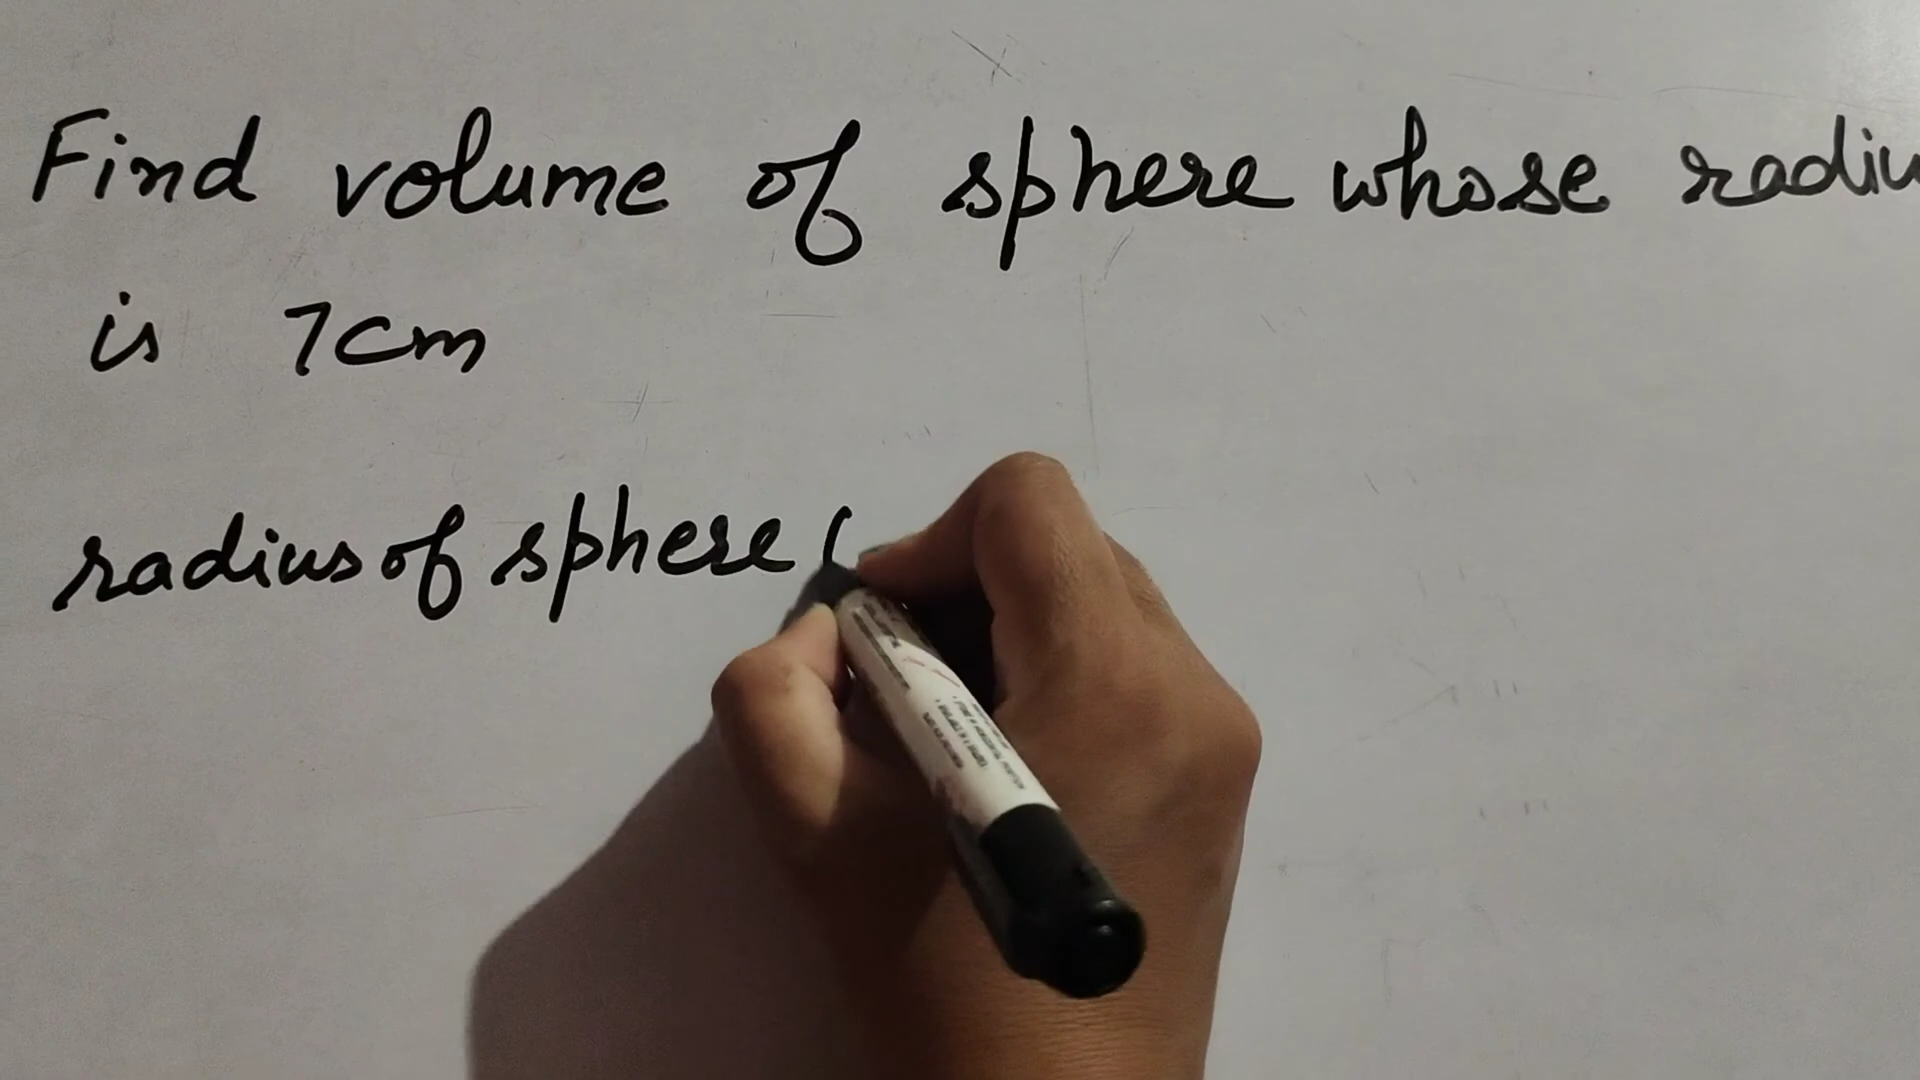 Find volume of sphere whose radiu
is 7cm
radius of sphere (